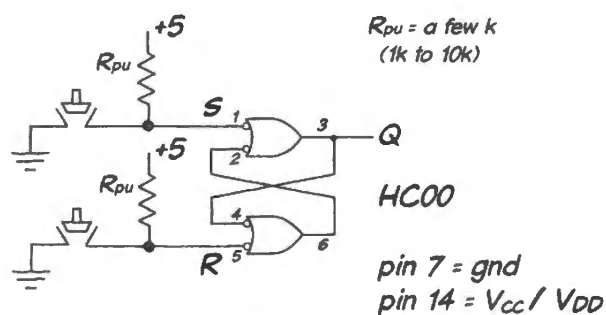 +5
Rpu = a few k
(1k to 10k)
Rpu
S
1
2
3
Q
+5
Rpu
HC00
4
5
6
R
pin 7 = gnd
pin 14 = Vcc / VDD